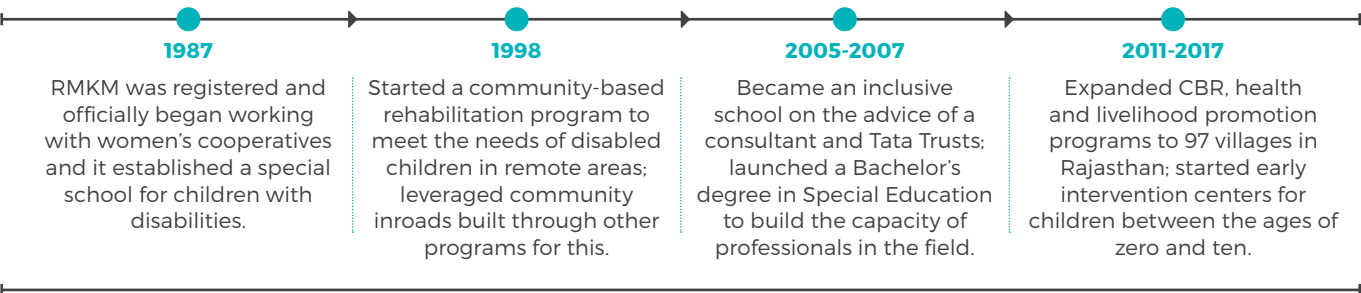 1987
RMKM was registered and
officially began working
with women's cooperatives
and it established a special
school for children with
disabilities.
1998
Started a community-based
rehabilitation program to
meet the needs of disabled
children in remote areas;
leveraged community
inroads built through other
programs for this.
2005-2007
Became an inclusive
school on the advice of a
consultant and Tata Trusts;
launched a Bachelor's
degree in Special Education
to build the capacity of
professionals in the field.
2011-2017
Expanded CBR, health
and livelihood promotion
programs to 97 villages in
Rajasthan; started early
intervention centers for
children between the ages of
zero and ten.